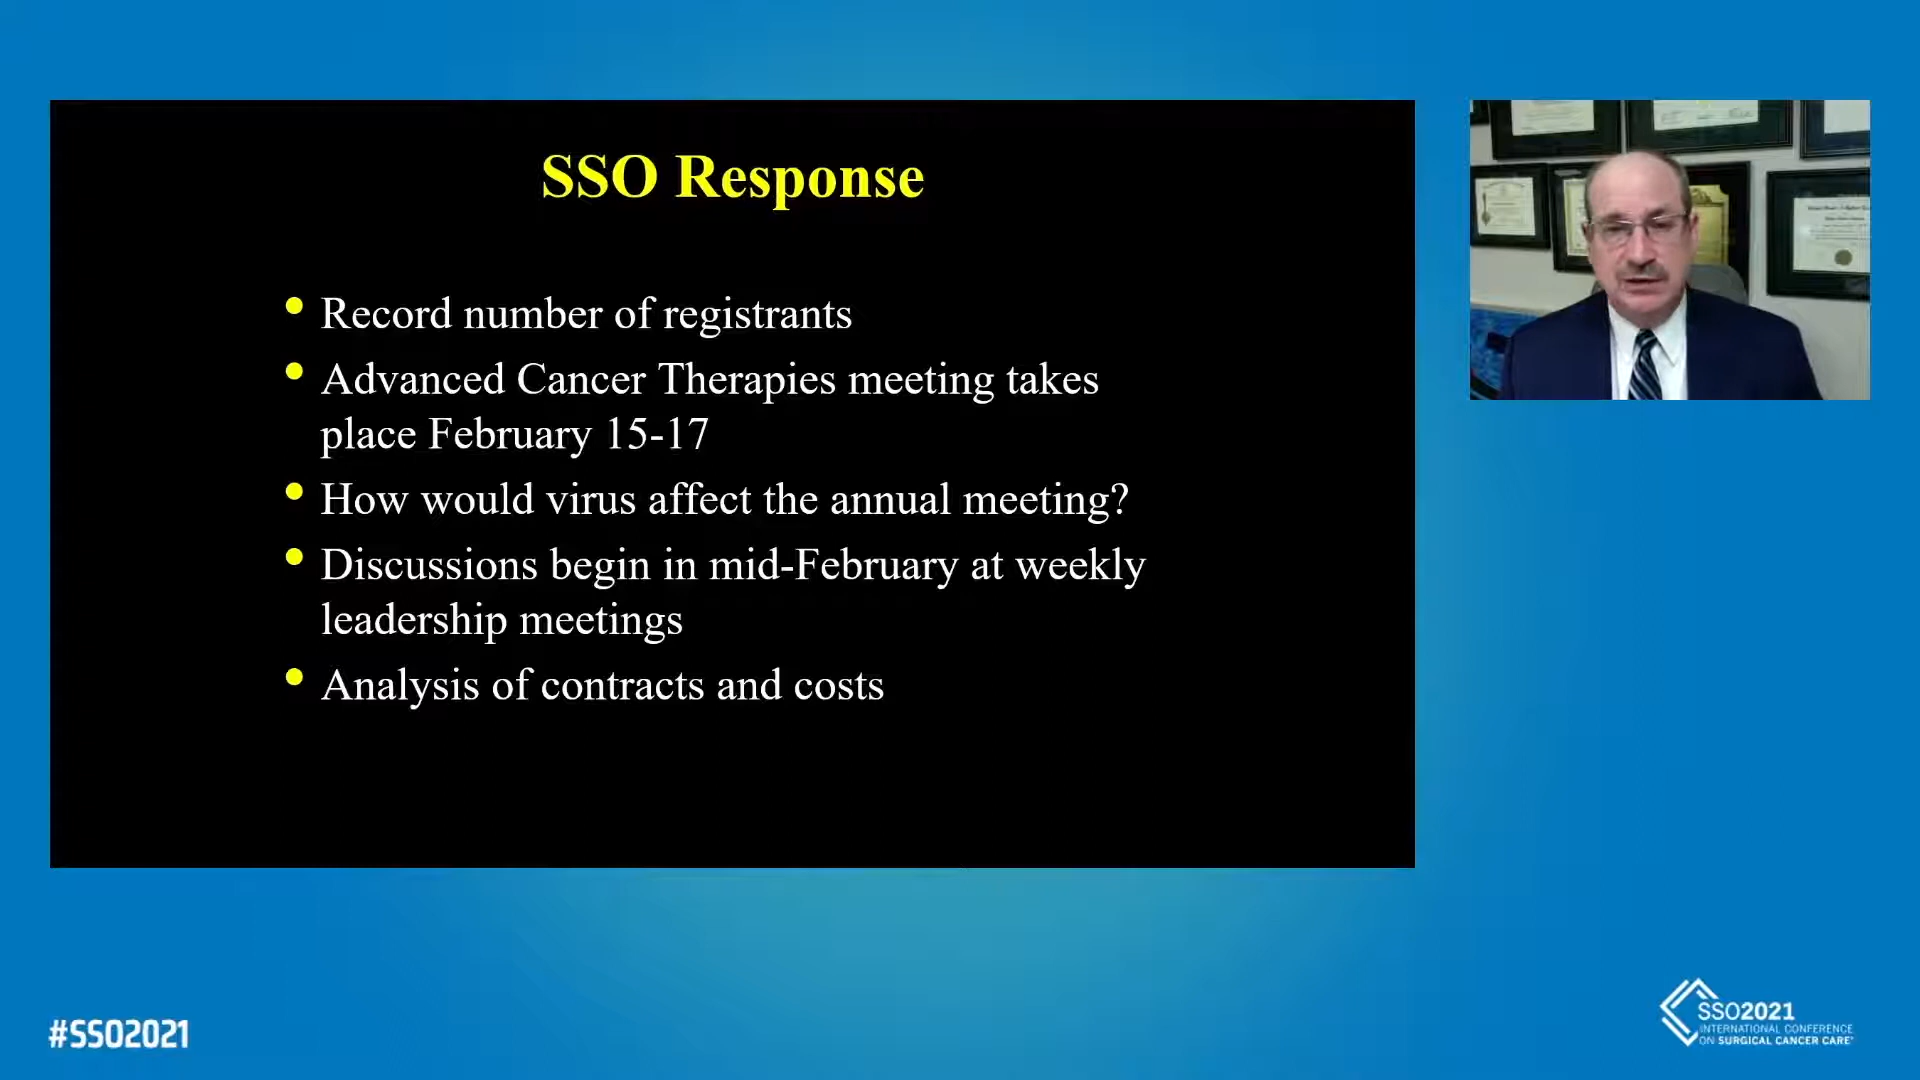 SSO Response
• Record number of registrants
• Advanced Cancer Therapies meeting takes
place February 15-17
• How would virus affect the annual meeting?
• Discussions begin in mid-February at weekly
leadership meetings
• Analysis of contracts and costs
#SSO2021
SSO2021
INTERNATIONAL CONFERENCE
ON SURGICAL CANCER CARE